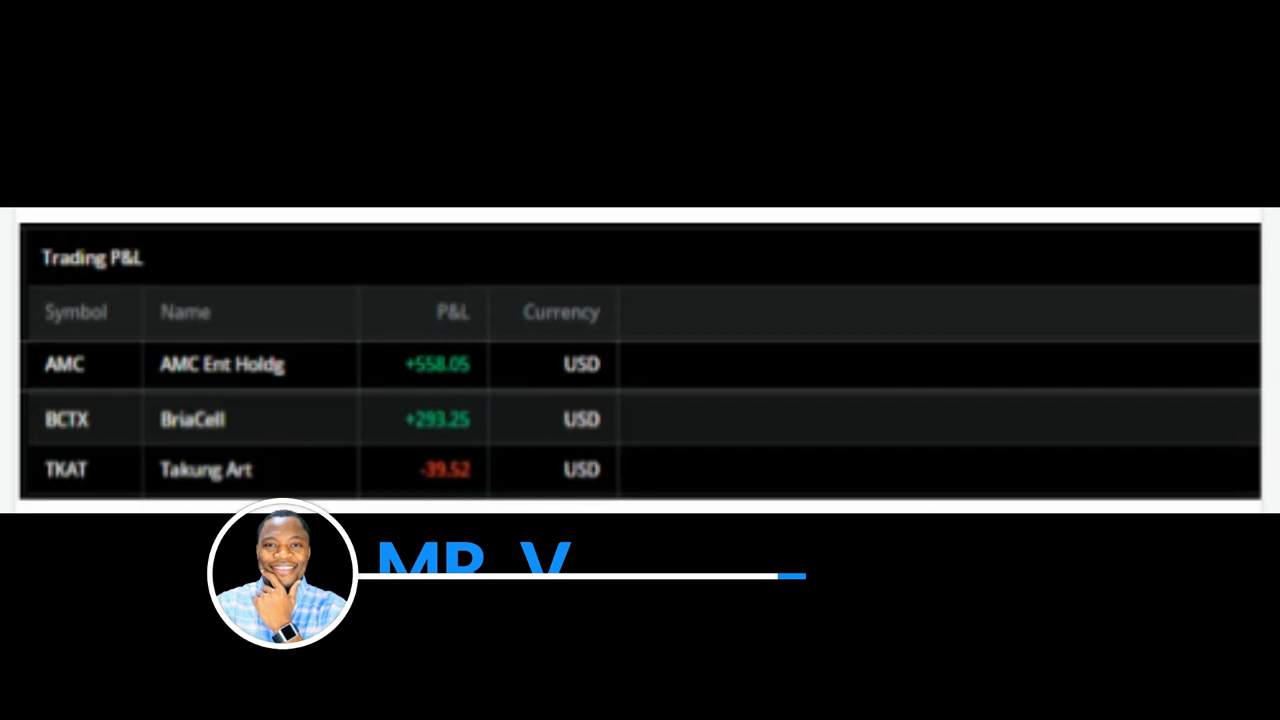 Trading P&L
Symbol Name P&L Currency
AMC AMC Ent Holdg +558.05 USD
BCTX BriaCell +293.25 USD
TKAT Takung Art -39.52 USD
MR. V